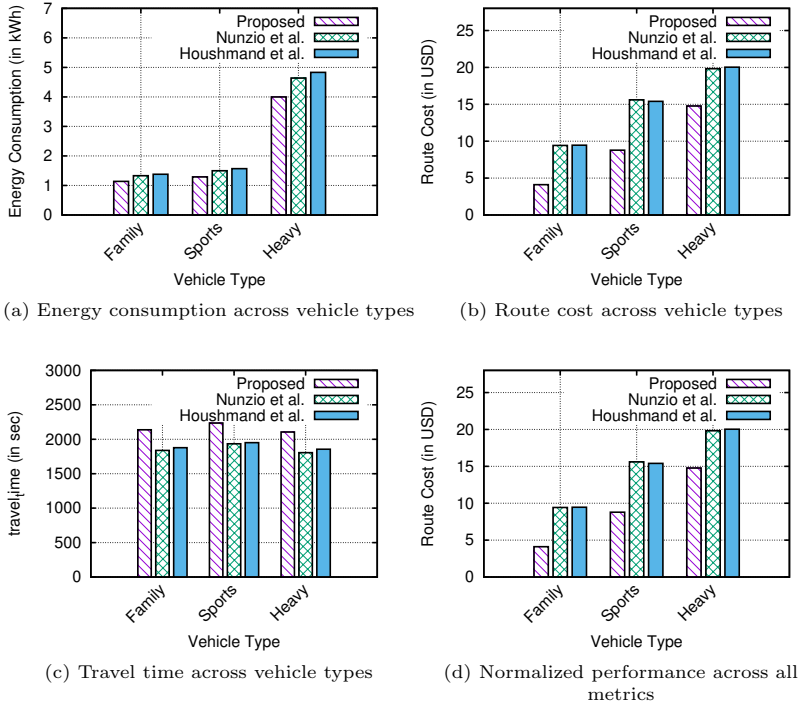 7
6
5
4
3
2
1
0
Energy Consumption (in kWh)
Proposed
Nunzio et al.
Houshmand et al.
Family
Sports
Heavy
Vehicle Type
(a) Energy consumption across vehicle types
25
20
15
10
5
0
Route Cost (in USD)
Proposed
Nunzio et al.
Houshmand et al.
Family
Sports
Heavy
Vehicle Type
(b) Route cost across vehicle types
3000
2500
2000
1500
1000
500
0
traveltime (in sec)
Proposed
Nunzio et al.
Houshmand et al.
Family
Sports
Heavy
Vehicle Type
(c) Travel time across vehicle types
25
20
15
10
5
0
Route Cost (in USD)
Proposed
Nunzio et al.
Houshmand et al.
Family
Sports
Heavy
Vehicle Type
(d) Normalized performance across all
metrics